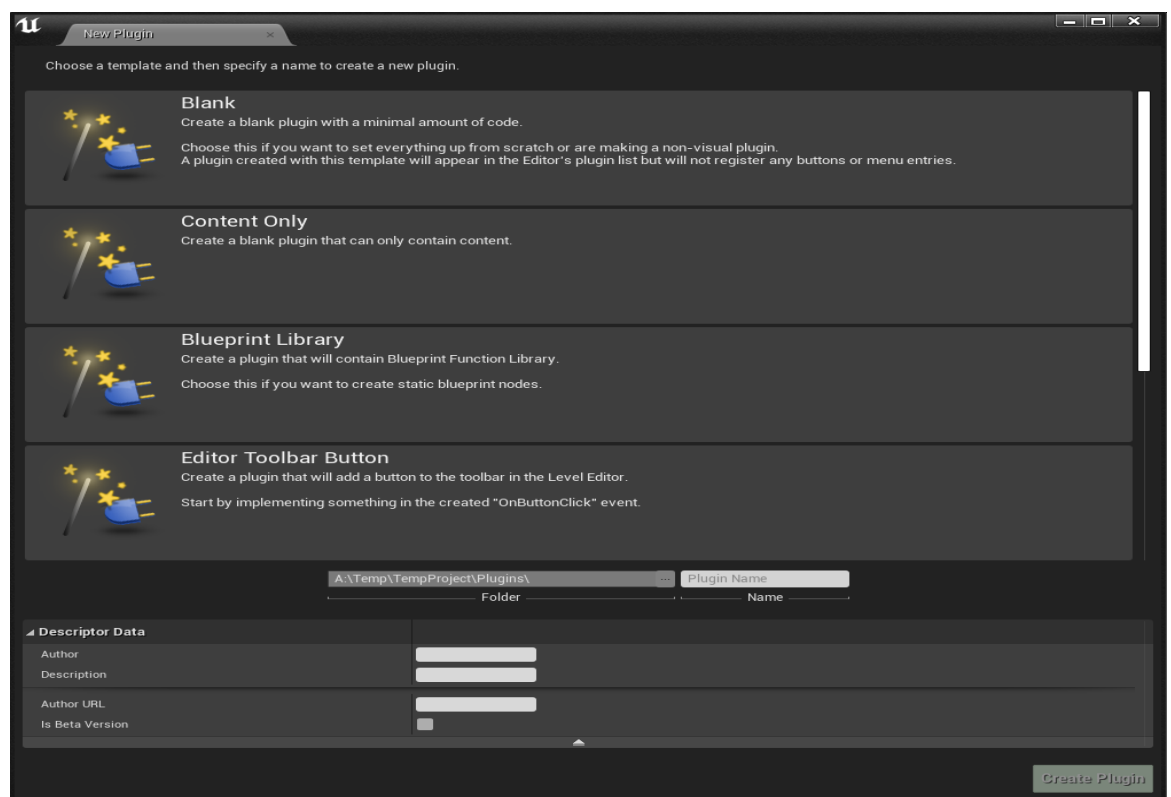 New Plugin
Choose a template and then specify a name to create a new plugin.
Blank
Create a blank plugin with a minimal amount of code.
Choose this if you want to set everything up from scratch or are making a non-visual plugin.
A plugin created with this template will appear in the Editor's plugin list but will not register any buttons or menu entries.
Content Only
Create a blank plugin that can only contain content.
Blueprint Library
Create a plugin that will contain Blueprint Function Library.
Choose this if you want to create static blueprint nodes.
Editor Toolbar Button
Create a plugin that will add a button to the toolbar in the Level Editor.
Start by implementing something in the created "OnButtonClick" event.
A:\Temp\TempProject\Plugins\ ... Plugin Name
Folder Name
Descriptor Data
Author
Description
Author URL
Is Beta Version
Create Plugin